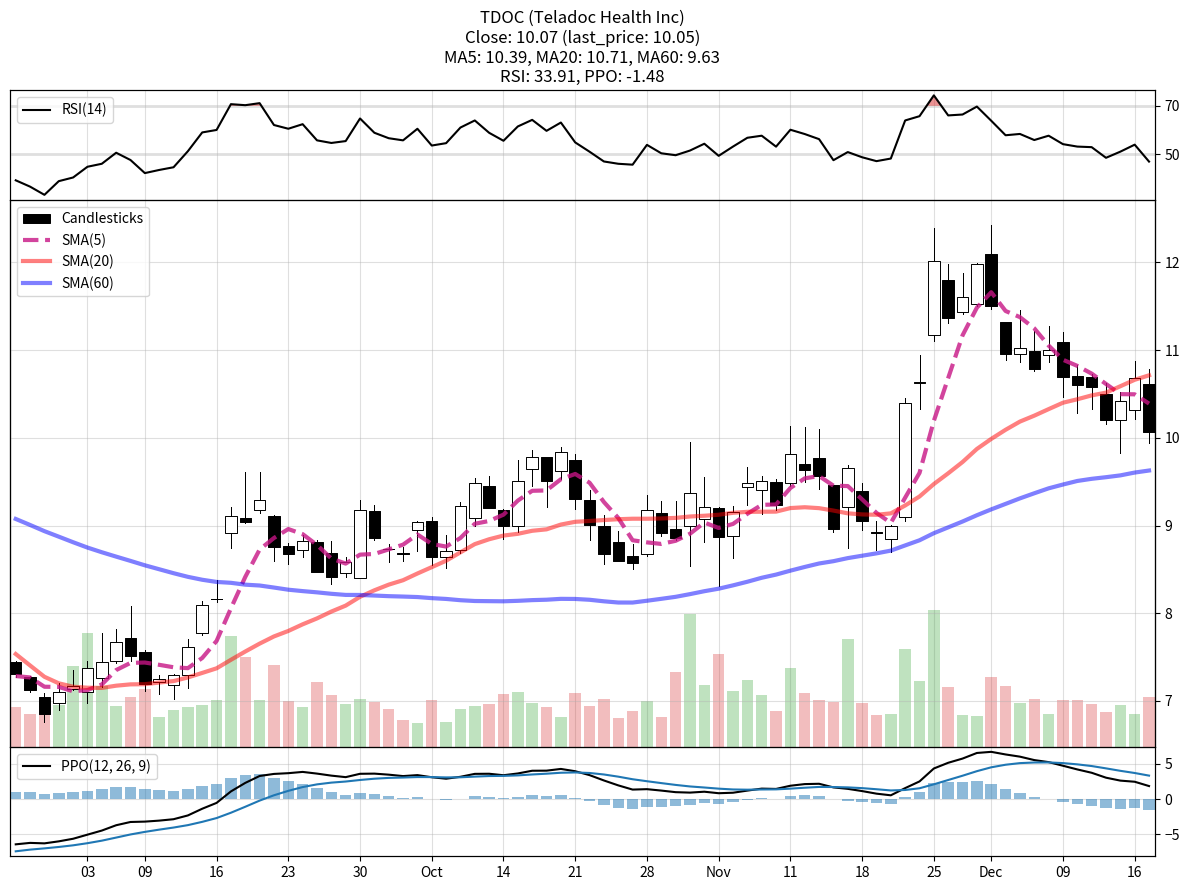 TDOC (Teladoc Health Inc)
Close: 10.07 (last_price: 10.05)
MA5: 10.39, MA20: 10.71, MA60: 9.63
RSI: 33.91, PPO: -1.48
RSI(14)
70
50
Candlesticks
SMA(5)
SMA(20)
SMA(60)
12
11
10
9
8
7
PPO(12, 26, 9)
5
0
−5
03 09 16 23 30 Oct 14 21 28 Nov 11 18 25 Dec 09 16